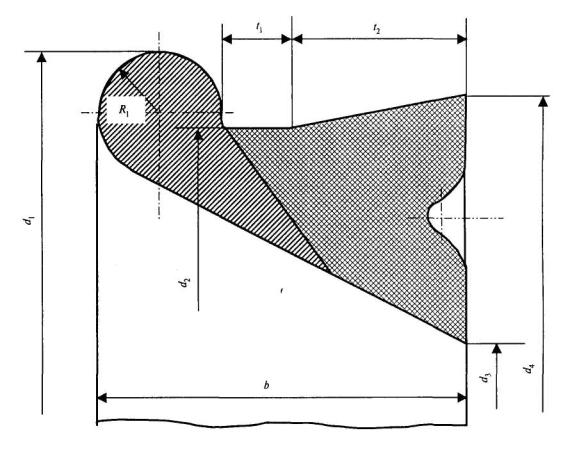 t₁
t₂
R₁
d₁
d₂
b
d₃
d₄